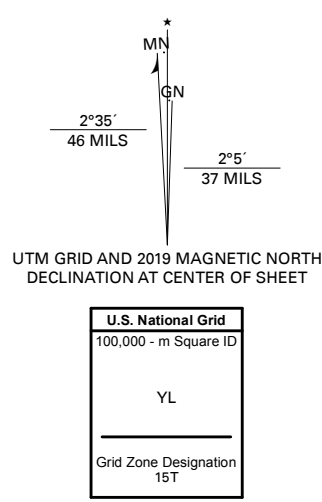 ★
MN
GN
2°35´
46 MILS
2°5´
37 MILS
UTM GRID AND 2019 MAGNETIC NORTH
DECLINATION AT CENTER OF SHEET
U.S. National Grid
100,000 - m Square ID
YL
Grid Zone Designation
15T